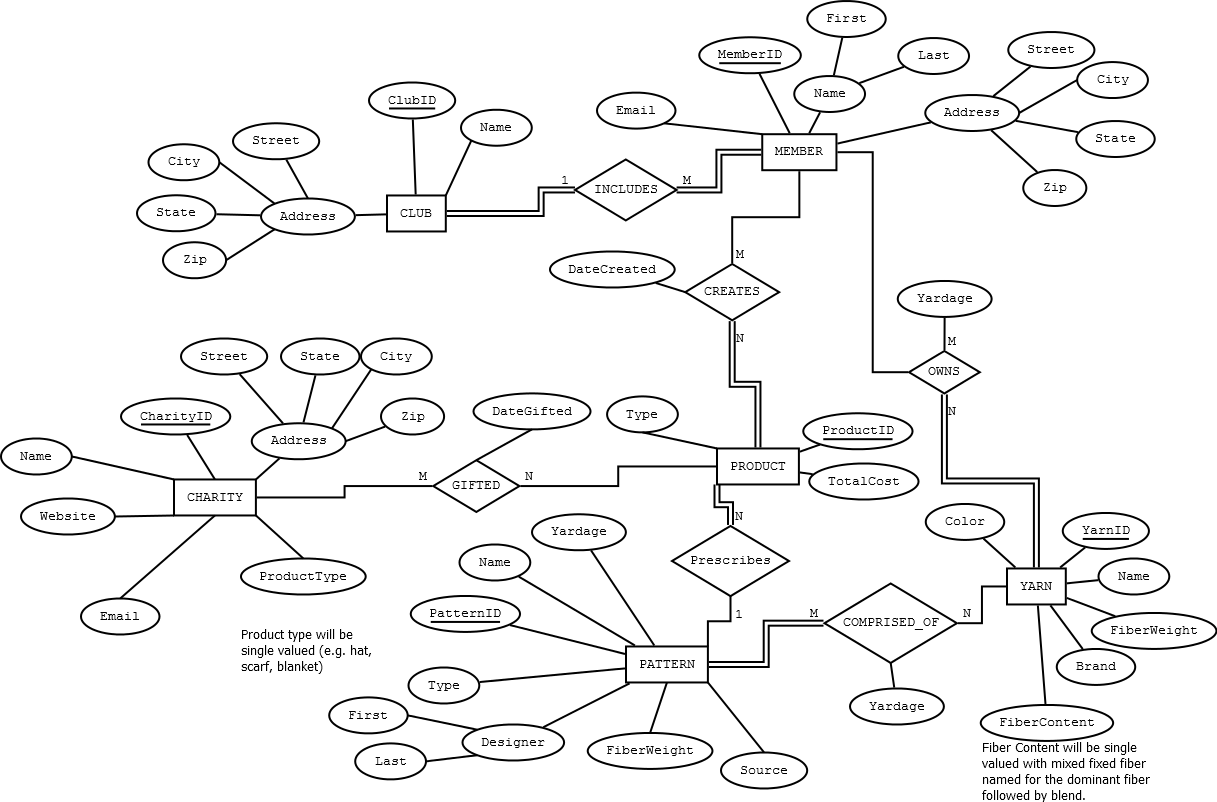 First
MemberID
Last
Street
City
Name
Email
Address
State
Zip
MEMBER
ClubID
Name
Street
City
State
Address
Zip
CLUB
1
INCLUDES
M
M
DateCreated
CREATES
N
Yardage
M
OWNS
N
Street
State
City
CharityID
Zip
Address
Name
CHARITY
Website
Email
ProductType
DateGifted
M
GIFTED
N
Type
ProductID
PRODUCT
TotalCost
N
Prescribes
1
Yardage
Name
PatternID
PATTERN
Type
First
Last
Designer
FiberWeight
Source
M
COMPRISED_OF
N
Yardage
Color
YarnID
YARN
Name
FiberWeight
Brand
FiberContent
Product type will be
single valued (e.g. hat,
scarf, blanket)
Fiber Content will be single
valued with mixed fixed fiber
named for the dominant fiber
followed by blend.